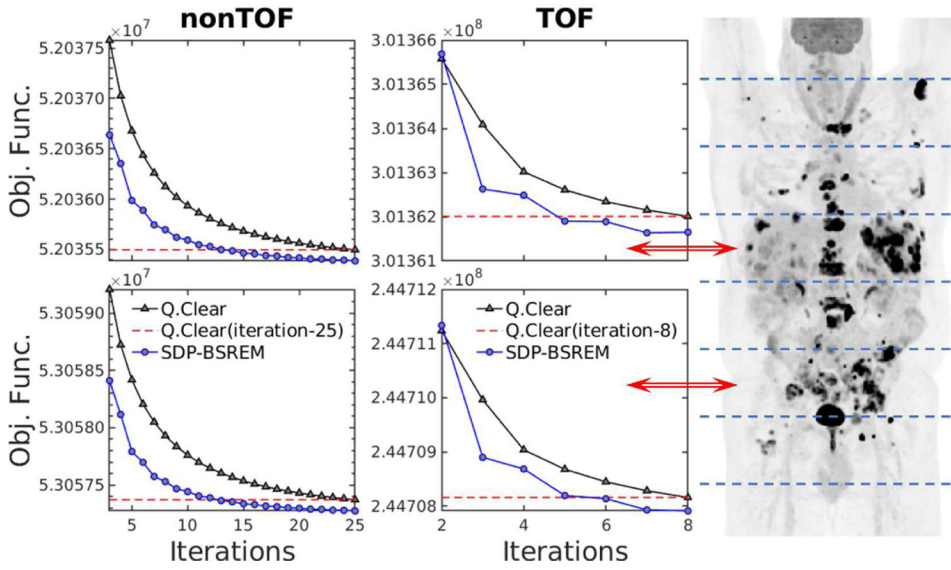 nonTOF
TOF
×10⁷
5.20375
5.20370
5.20365
5.20360
5.20355
Obj. Func.
×10⁸
3.01366
3.01365
3.01364
3.01363
3.01362
3.01361
×10⁷
5.30590
5.30585
5.30580
5.30575
Obj. Func.
Q.Clear
Q.Clear(iteration-25)
SDP-BSREM
5
10
15
20
25
Iterations
×10⁸
2.44712
2.44711
2.44710
2.44709
2.44708
Q.Clear
Q.Clear(iteration-8)
SDP-BSREM
2
4
6
8
Iterations